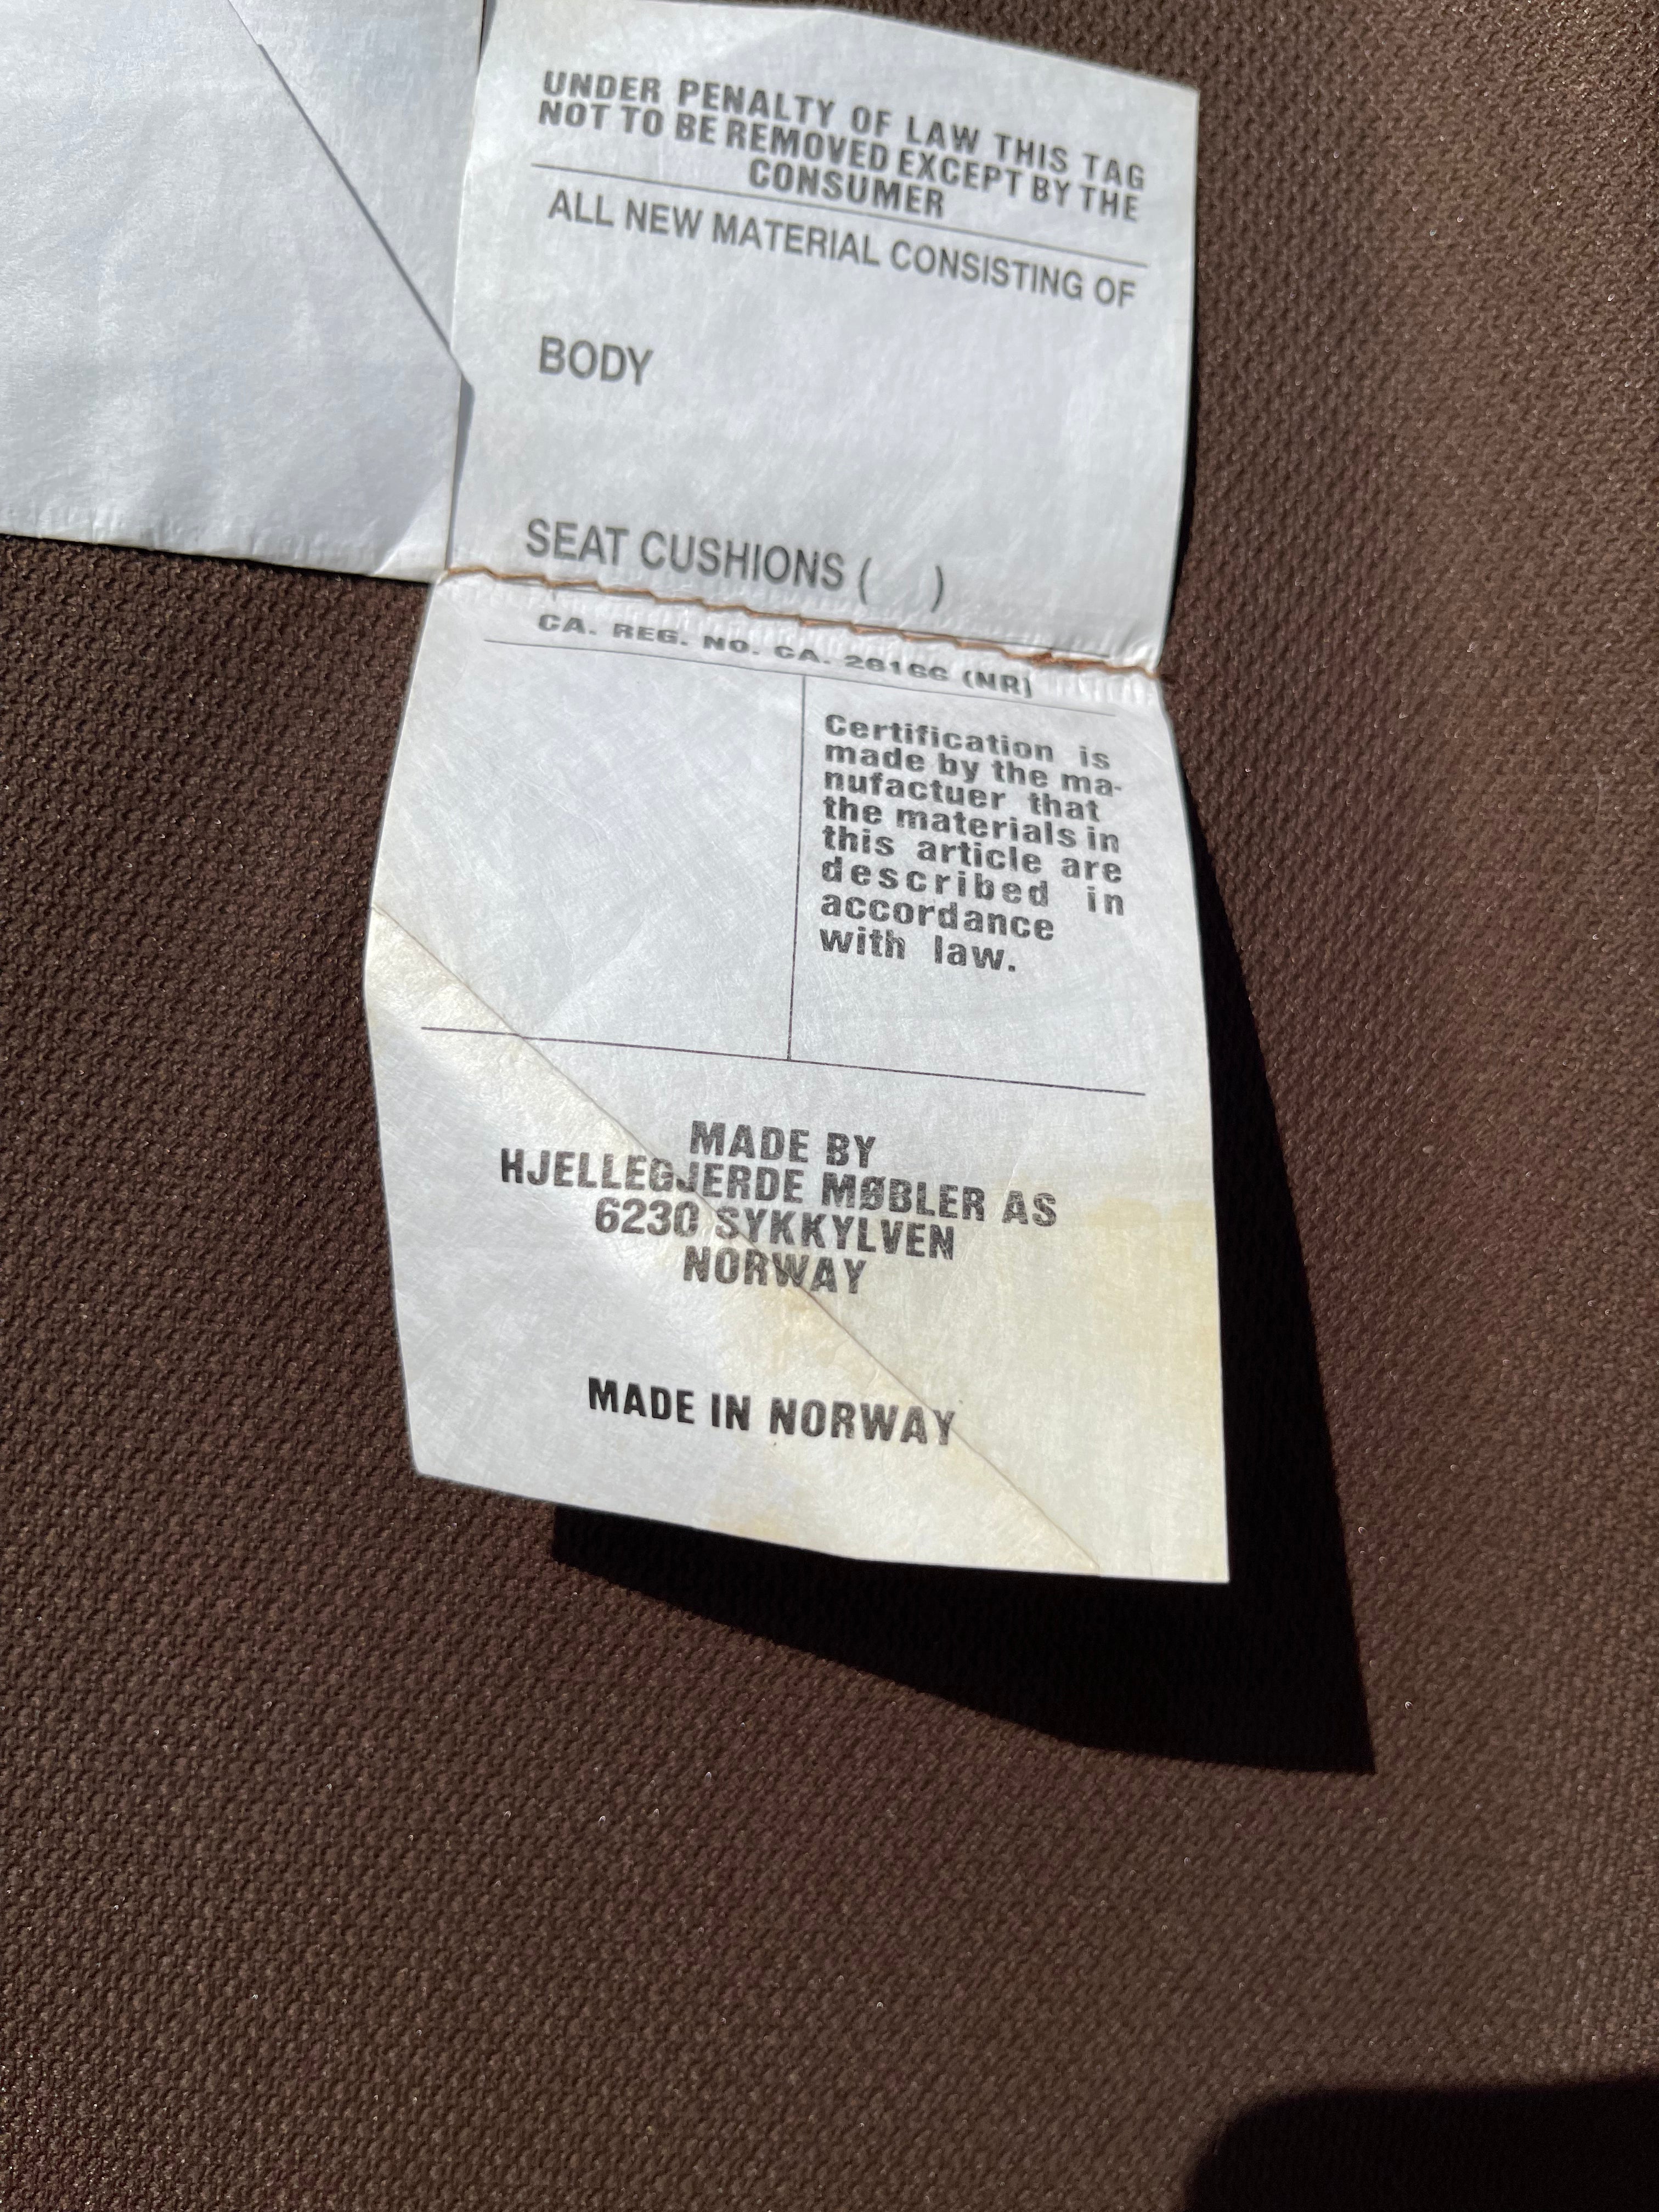 UNDER PENALTY OF LAW THIS TAG
NOT TO BE REMOVED EXCEPT BY THE
CONSUMER
ALL NEW MATERIAL CONSISTING OF
BODY
SEAT CUSHIONS ( )
CA. REG. NO. CA. 28166 (NR)
Certification is
made by the ma-
nufactuer that
the materials in
this article are
described in
accordance
with law.
MADE BY
HJELLEGJERDE MØBLER AS
6230 SYKKYLVEN
NORWAY
MADE IN NORWAY